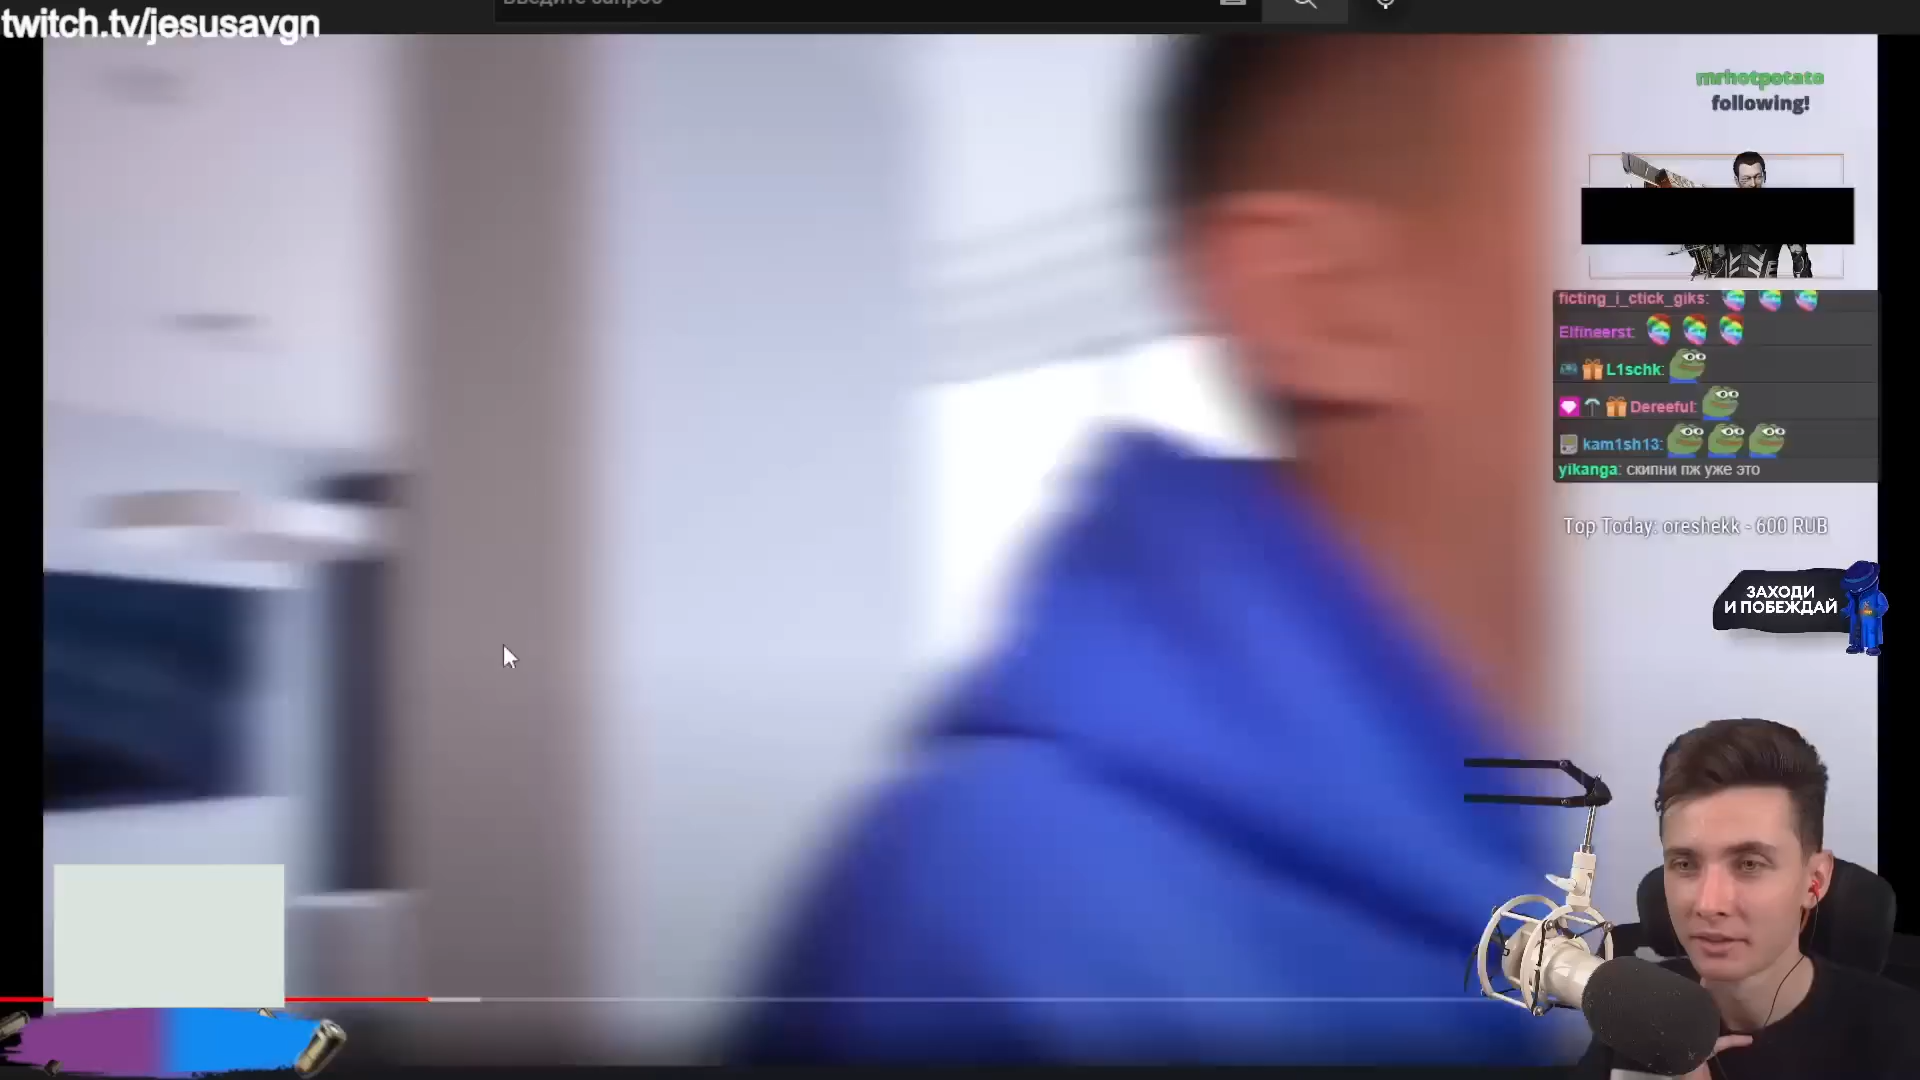 twitch.tv/jesusavgn
mrhotpotato
following!
ficting_i_ctick_giks:
Elfineerst:
L1schk:
Dereeful:
kam1sh13:
yikanga: скипни пж уже это
Top Today: oreshekk - 600 RUB
ЗАХОДИ
И ПОБЕЖДАЙ